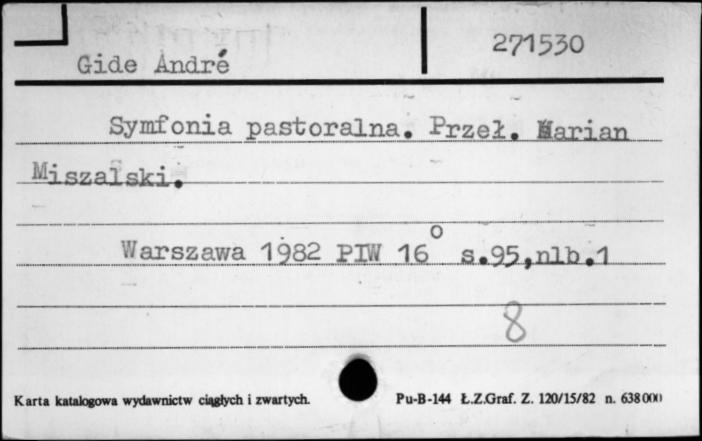 Gide André 271530
Symfonia pastoralna. Przeł. Marian
Miszalski.
Warszawa 1982 PIW 16° s.95,nlb.1
8
Karta katalogowa wydawnictw ciągłych i zwartych. Pu-B-144 Ł.Z.Graf. Z. 120/15/82 n. 638000